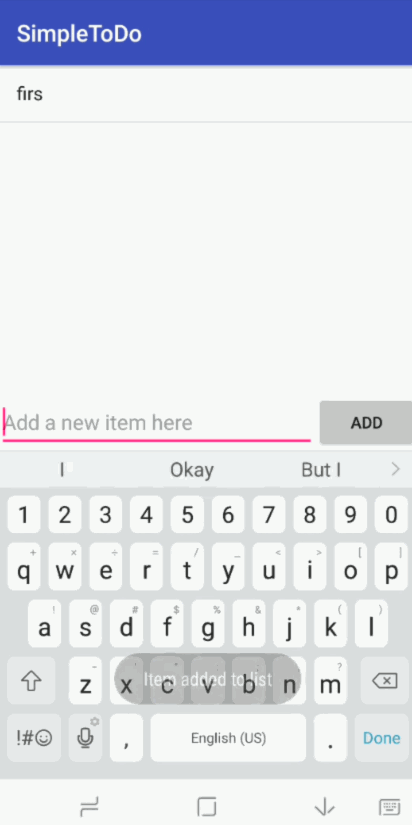 SimpleToDo
firs
Add a new item here
ADD
I Okay But I
1 2 3 4 5 6 7 8 9 0
+ × ÷ = / _ < > [ ]
q w e r t y u i o p
! @ # $ % & * ( )
a s d f g h j k l
- ?
z x c v b n m
Item added to list
!#☺ , English (US) . Done